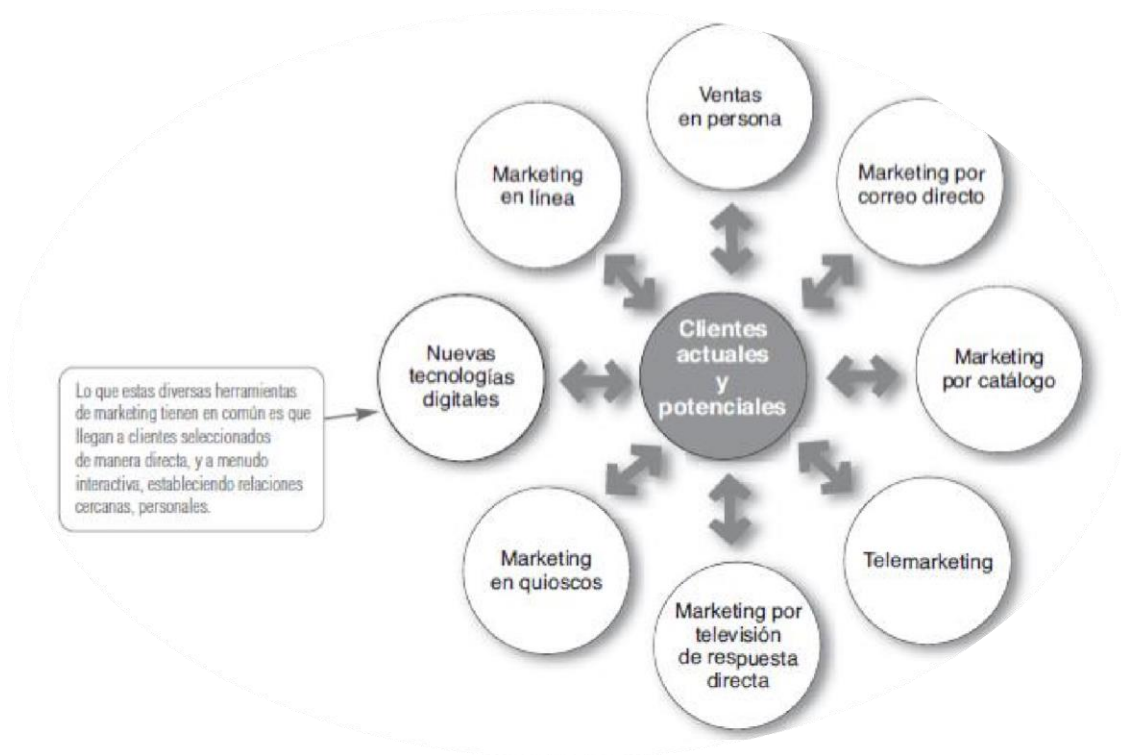 Ventas
en persona
Marketing
en línea
Marketing por
correo directo
Clientes
actuales
y
potenciales
Nuevas
tecnologías
digitales
Marketing
por catálogo
Lo que estas diversas herramientas
de marketing tienen en común es que
llegan a clientes seleccionados
de manera directa, y a menudo
interactiva, estableciendo relaciones
cercanas, personales.
Marketing
en quioscos
Telemarketing
Marketing por
televisión
de respuesta
directa